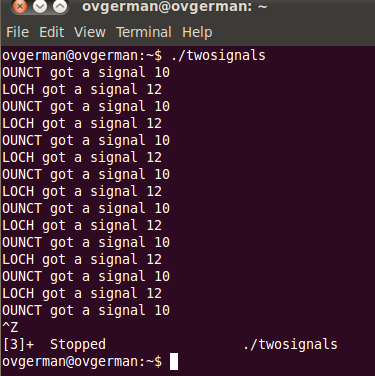 ovgerman@ovgerman: ~
File Edit View Terminal Help
ovgerman@ovgerman:~$ ./twosignals
OUNCT got a signal 10
LOCH got a signal 12
OUNCT got a signal 10
LOCH got a signal 12
OUNCT got a signal 10
LOCH got a signal 12
OUNCT got a signal 10
LOCH got a signal 12
OUNCT got a signal 10
LOCH got a signal 12
OUNCT got a signal 10
LOCH got a signal 12
OUNCT got a signal 10
LOCH got a signal 12
OUNCT got a signal 10
^Z
[3]+  Stopped                 ./twosignals
ovgerman@ovgerman:~$